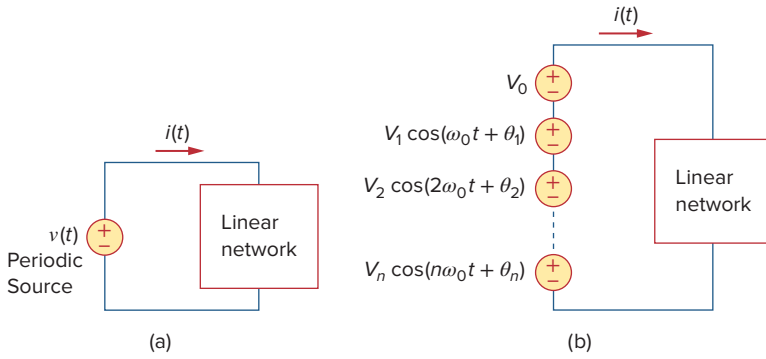 i(t)
v(t)
Periodic
Source
+
−
Linear
network
(a)
i(t)
V₀
+
−
V₁ cos(ω₀t + θ₁)
+
−
V₂ cos(2ω₀t + θ₂)
+
−
Vₙ cos(nω₀t + θₙ)
+
−
Linear
network
(b)